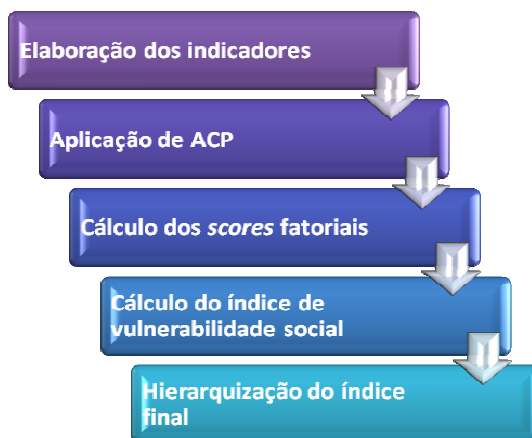 Elaboração dos indicadores
Aplicação de ACP
Cálculo dos scores fatoriais
Cálculo do índice de
vulnerabilidade social
Hierarquização do índice
final